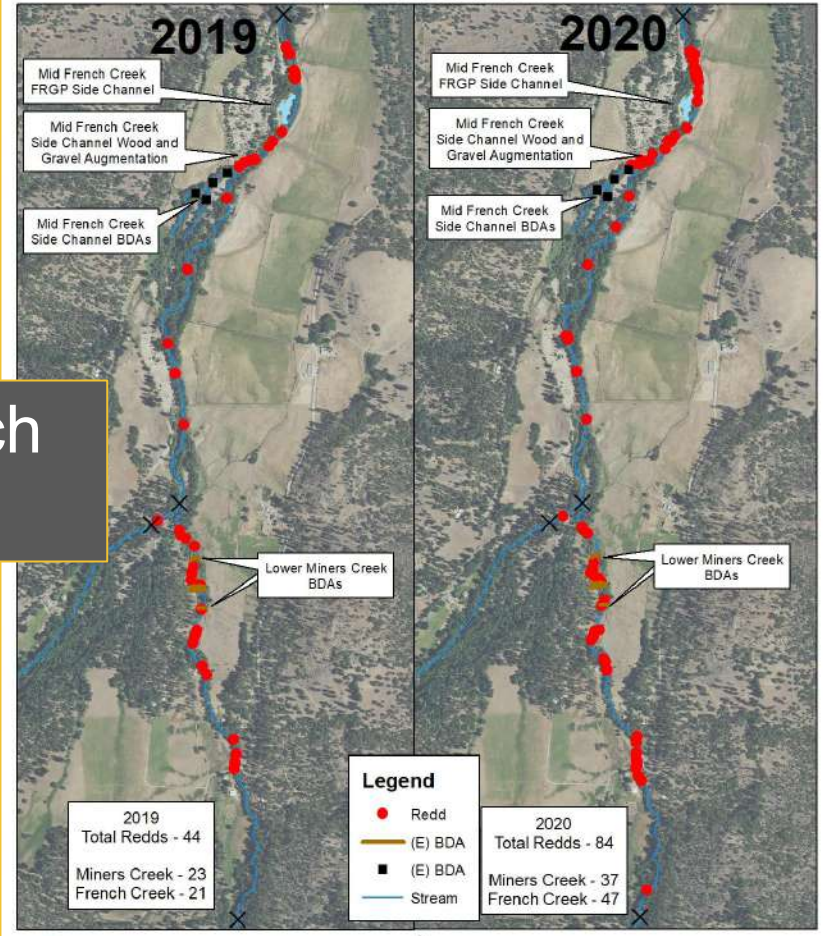 2019
Mid French Creek
FRGP Side Channel
Mid French Creek
Side Channel Wood and
Gravel Augmentation
Mid French Creek
Side Channel BDAs
Lower Miners Creek
BDAs
2019
Total Redds - 44
Miners Creek - 23
French Creek - 21
2020
Mid French Creek
FRGP Side Channel
Mid French Creek
Side Channel Wood and
Gravel Augmentation
Mid French Creek
Side Channel BDAs
Lower Miners Creek
BDAs
Legend
Redd
(E) BDA
(E) BDA
Stream
2020
Total Redds - 84
Miners Creek - 37
French Creek - 47